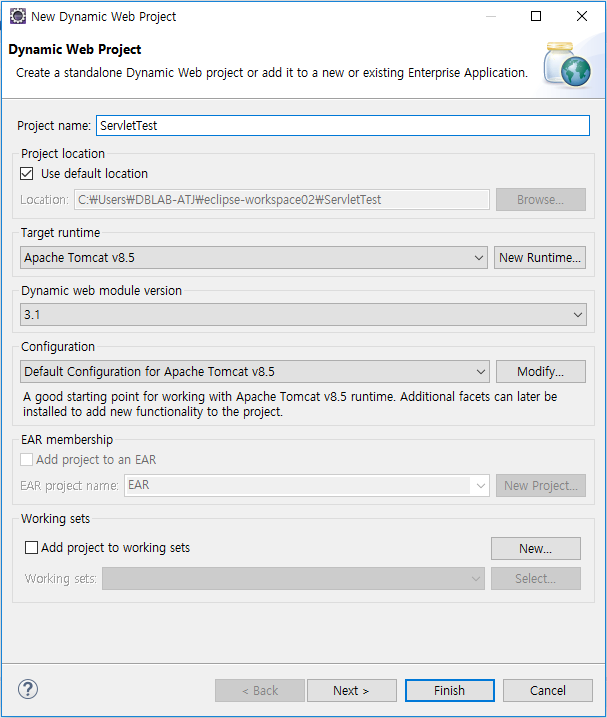 New Dynamic Web Project
Dynamic Web Project
Create a standalone Dynamic Web project or add it to a new or existing Enterprise Application.
Project name: ServletTest
Project location
Use default location
Location: C:₩Users₩DBLAB-ATJ₩eclipse-workspace02₩ServletTest Browse...
Target runtime
Apache Tomcat v8.5 New Runtime...
Dynamic web module version
3.1
Configuration
Default Configuration for Apache Tomcat v8.5 Modify...
A good starting point for working with Apache Tomcat v8.5 runtime. Additional facets can later be
installed to add new functionality to the project.
EAR membership
Add project to an EAR
EAR project name: EAR New Project...
Working sets
Add project to working sets New...
Working sets: Select...
? < Back Next > Finish Cancel